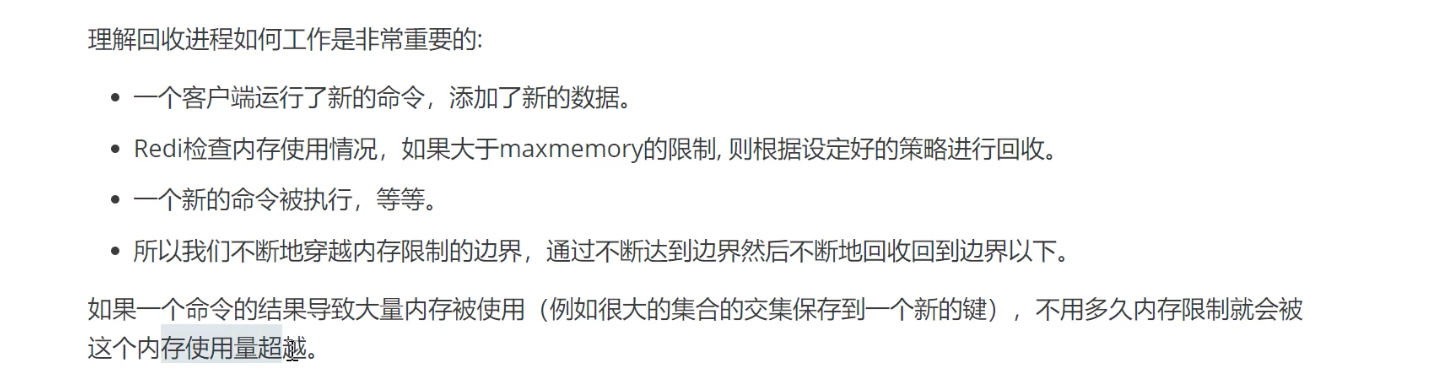 理解回收进程如何工作是非常重要的:
• 一个客户端运行了新的命令，添加了新的数据。
• Redi检查内存使用情况，如果大于maxmemory的限制, 则根据设定好的策略进行回收。
• 一个新的命令被执行，等等。
• 所以我们不断地穿越内存限制的边界，通过不断达到边界然后不断地回收回到边界以下。
如果一个命令的结果导致大量内存被使用（例如很大的集合的交集保存到一个新的键），不用多久内存限制就会被
这个内存使用量超越。